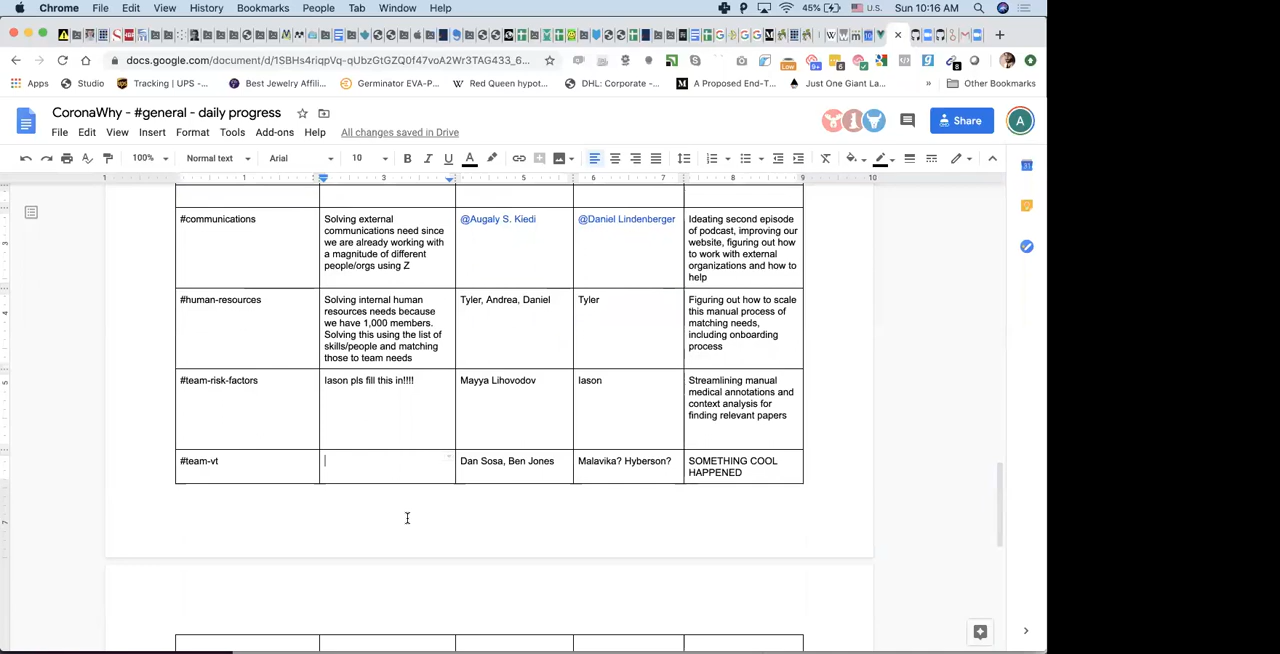 Chrome File Edit View History Bookmarks People Tab Window Help 45% U.S. Sun 10:16 AM
docs.google.com/document/d/1SBHs4riqpVq-qUbzGtGZQ0f47voA2Wr3TAG433_6...
Apps Studio Tracking | UPS -... Best Jewelry Affili... Germinator EVA-P... Red Queen hypot... DHL: Corporate -... A Proposed End-T... Just One Giant La... » Other Bookmarks
CoronaWhy - #general - daily progress
Share
A
File Edit View Insert Format Tools Add-ons Help All changes saved in Drive
100% Normal text Arial 10 B I U A
1 1 3 5 6 7 8 9 10
#communications
Solving external
communications need since
we are already working with
a magnitude of different
people/orgs using Z
@Augaly S. Kiedi
@Daniel Lindenberger
Ideating second episode
of podcast, improving our
website, figuring out how
to work with external
organizations and how to
help
#human-resources
Solving internal human
resources needs because
we have 1,000 members.
Solving this using the list of
skills/people and matching
those to team needs
Tyler, Andrea, Daniel
Tyler
Figuring out how to scale
this manual process of
matching needs,
including onboarding
process
#team-risk-factors
Iason pls fill this in!!!!
Mayya Lihovodov
Iason
Streamlining manual
medical annotations and
context analysis for
finding relevant papers
#team-vt
Dan Sosa, Ben Jones
Malavika? Hyberson?
SOMETHING COOL
HAPPENED